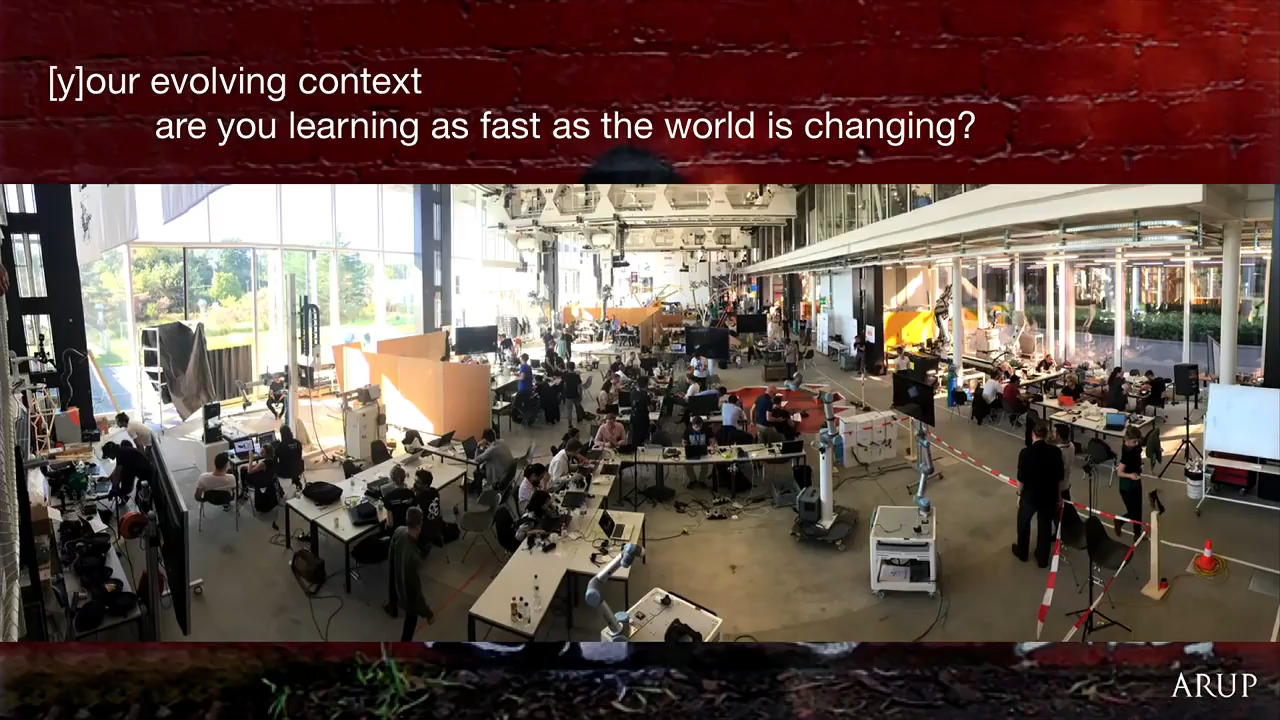 [y]our evolving context
are you learning as fast as the world is changing?
ARUP